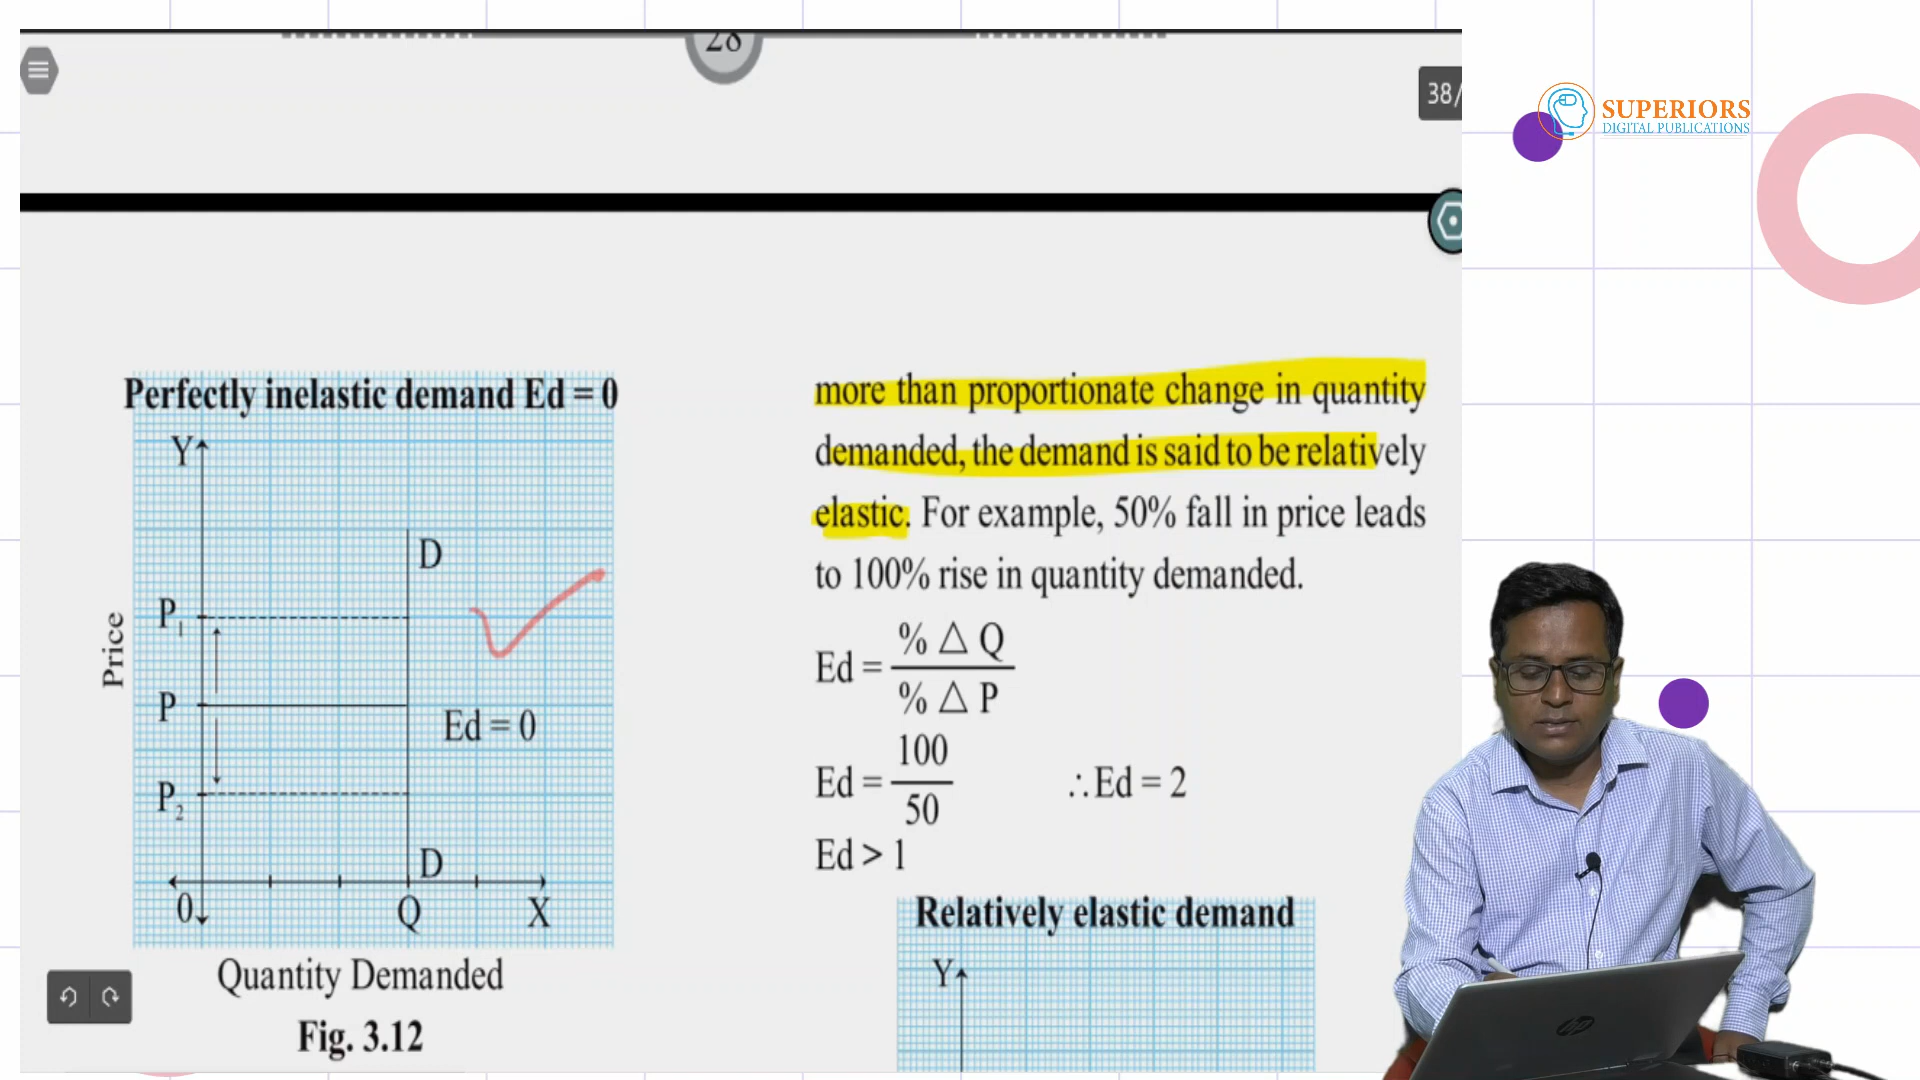 28
38/
SUPERIORS
DIGITAL PUBLICATIONS
Perfectly inelastic demand Ed = 0
Y
D
P1
Price
P
Ed = 0
P2
D
0
Q
X
Quantity Demanded
Fig. 3.12
more than proportionate change in quantity
demanded, the demand is said to be relatively
elastic. For example, 50% fall in price leads
to 100% rise in quantity demanded.
Ed = % △ Q
% △ P
Ed = 100
50
∴ Ed = 2
Ed > 1
Relatively elastic demand
Y
hp